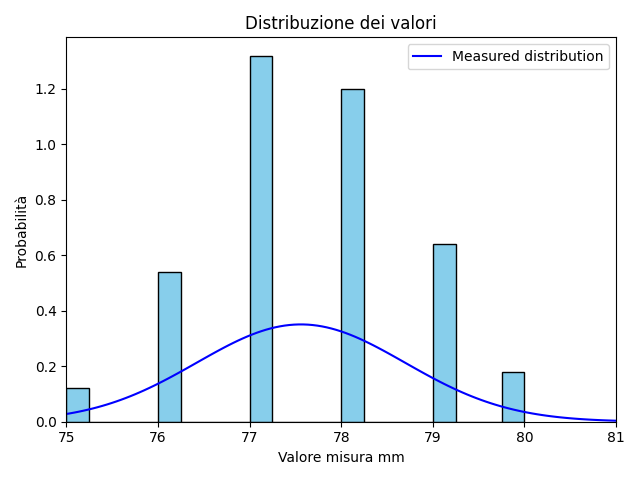 Distribuzione dei valori
Measured distribution
Probabilità
1.2
1.0
0.8
0.6
0.4
0.2
0.0
75 76 77 78 79 80 81
Valore misura mm